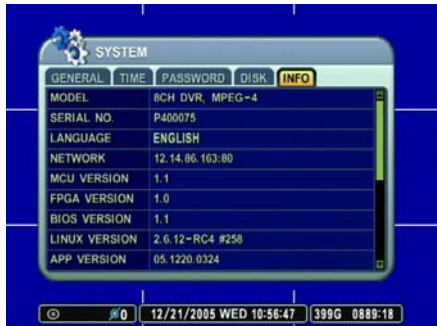 SYSTEM
GENERAL TIME PASSWORD DISK INFO
MODEL 8CH DVR, MPEG-4
SERIAL NO. P400075
LANGUAGE ENGLISH
NETWORK 12.14.86.163:80
MCU VERSION 1.1
FPGA VERSION 1.0
BIOS VERSION 1.1
LINUX VERSION 2.6.12-RC4 #258
APP VERSION 05.1220.0324
0 12/21/2005 WED 10:56:47 399G 0889:18